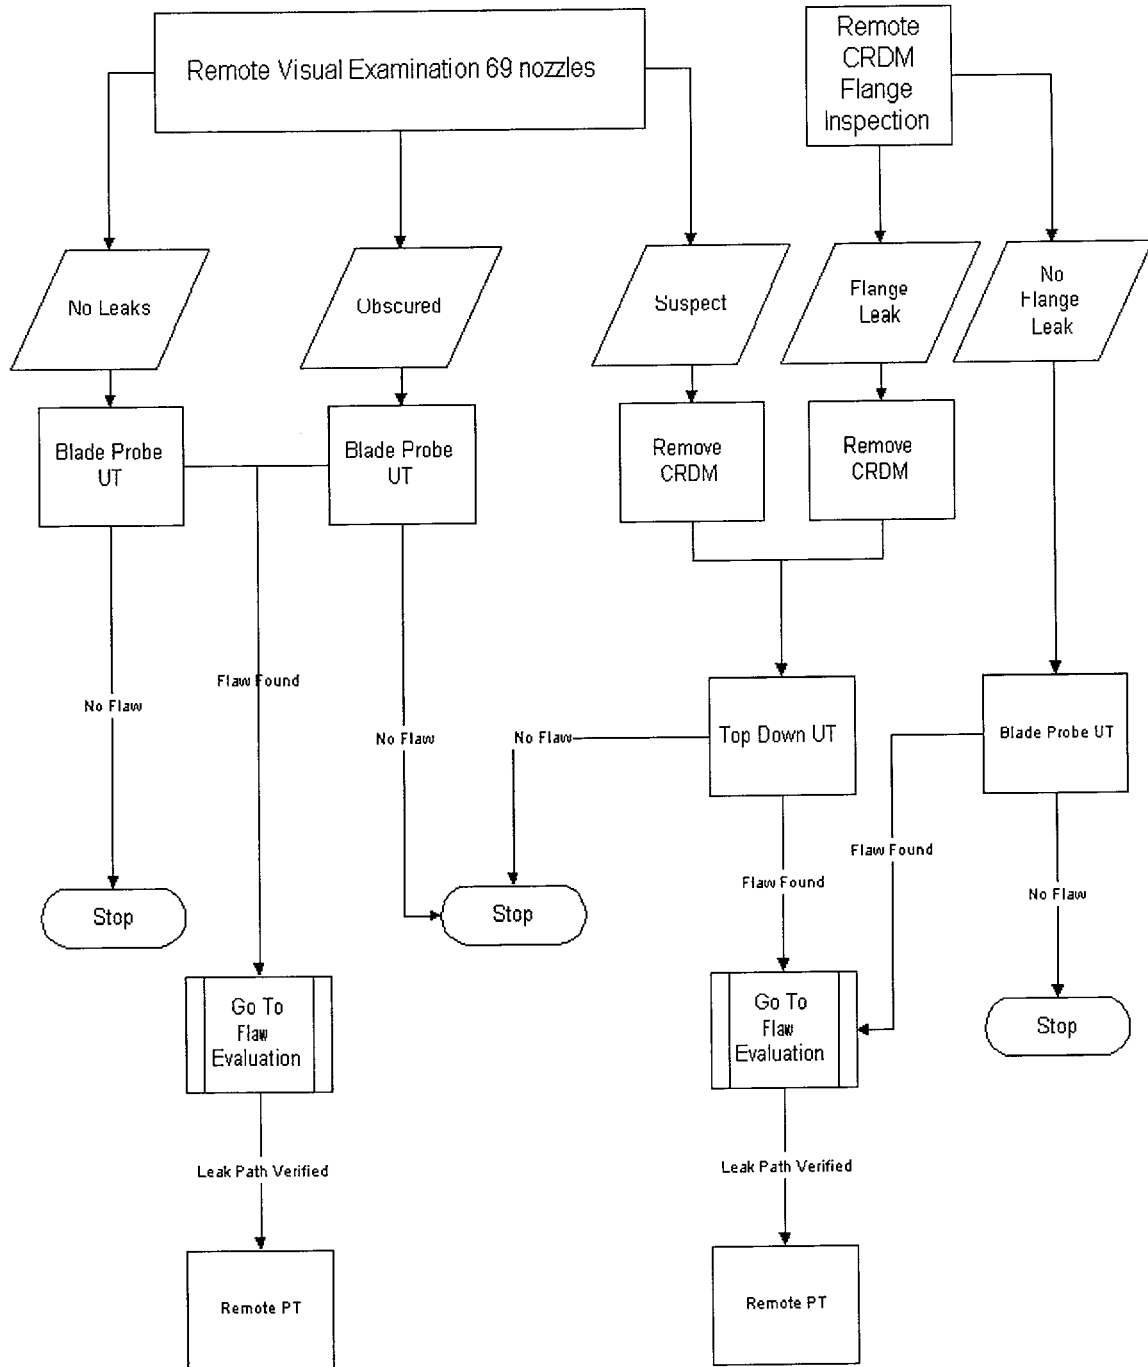 Remote Visual Examination 69 nozzles
Remote
CRDM
Flange
Inspection
No Leaks
Obscured
Suspect
Flange
Leak
No
Flange
Leak
Blade Probe
UT
Blade Probe
UT
Remove
CRDM
Remove
CRDM
No Flaw
Flaw Found
No Flaw
No Flaw
Top Down UT
Blade Probe UT
Flaw Found
Flaw Found
No Flaw
Stop
Stop
Stop
Go To
Flaw
Evaluation
Go To
Flaw
Evaluation
Leak Path Verified
Leak Path Verified
Remote PT
Remote PT